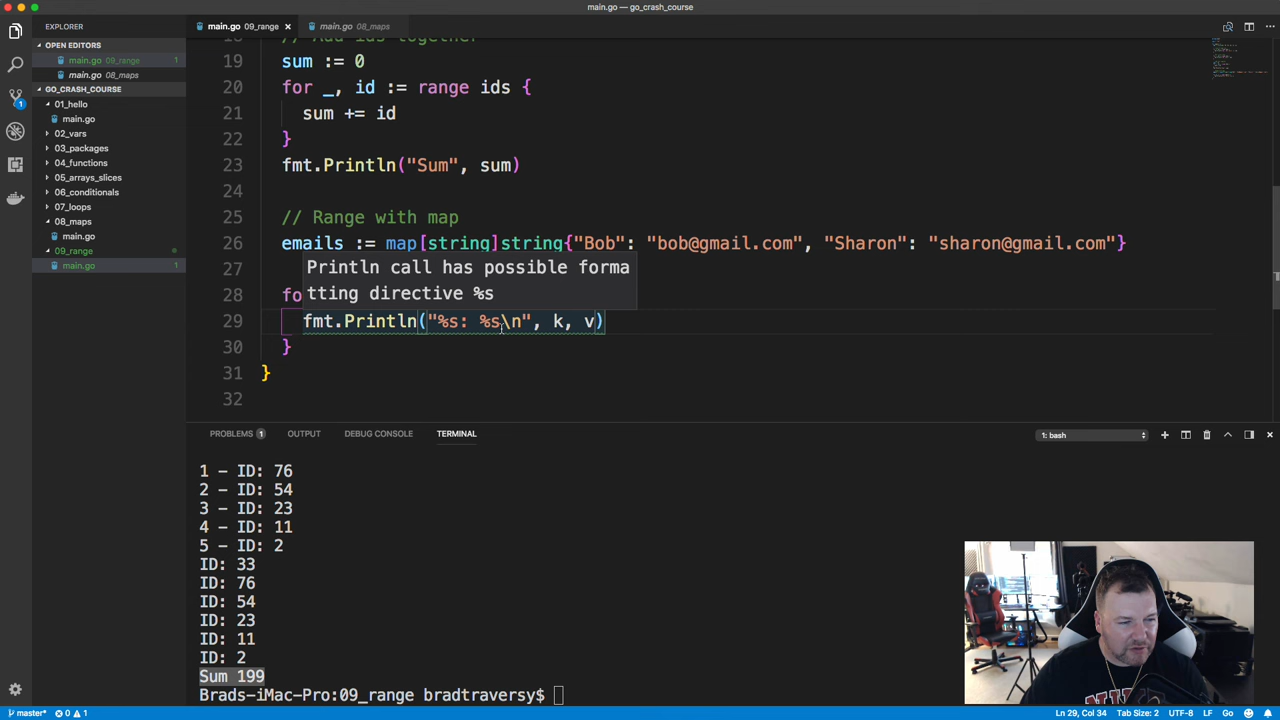 main.go — go_crash_course
EXPLORER
OPEN EDITORS
main.go 09_range 1
main.go 08_maps
GO_CRASH_COURSE
01_hello
main.go
02_vars
03_packages
04_functions
05_arrays_slices
06_conditionals
07_loops
08_maps
main.go
09_range
main.go 1
main.go 09_range
main.go 08_maps
// Add ids together
19 sum := 0
20 for _, id := range ids {
21 sum += id
22 }
23 fmt.Println("Sum", sum)
24
25 // Range with map
26 emails := map[string]string{"Bob": "bob@gmail.com", "Sharon": "sharon@gmail.com"}
27
Println call has possible forma
tting directive %s
28 fo
29 fmt.Println("%s: %s\n", k, v)
30 }
31 }
32
PROBLEMS 1 OUTPUT DEBUG CONSOLE TERMINAL 1: bash
1 - ID: 76
2 - ID: 54
3 - ID: 23
4 - ID: 11
5 - ID: 2
ID: 33
ID: 76
ID: 54
ID: 23
ID: 11
ID: 2
Sum 199
Brads-iMac-Pro:09_range bradtraversy$
master* 0 1 Ln 29, Col 34 Tab Size: 2 UTF-8 LF Go